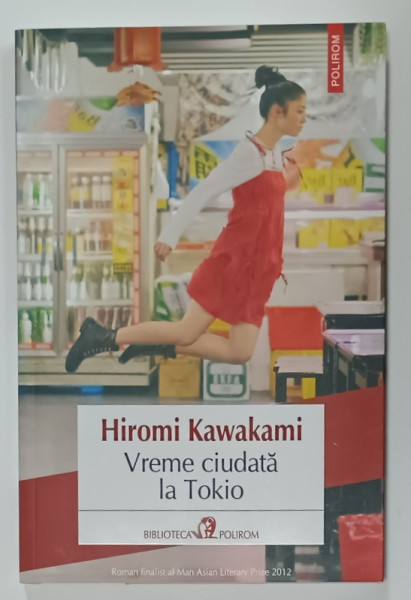 POLIROM
Hiromi Kawakami
Vreme ciudată
la Tokio
BIBLIOTECA POLIROM
Roman finalist al Man Asian Literary Prize 2012